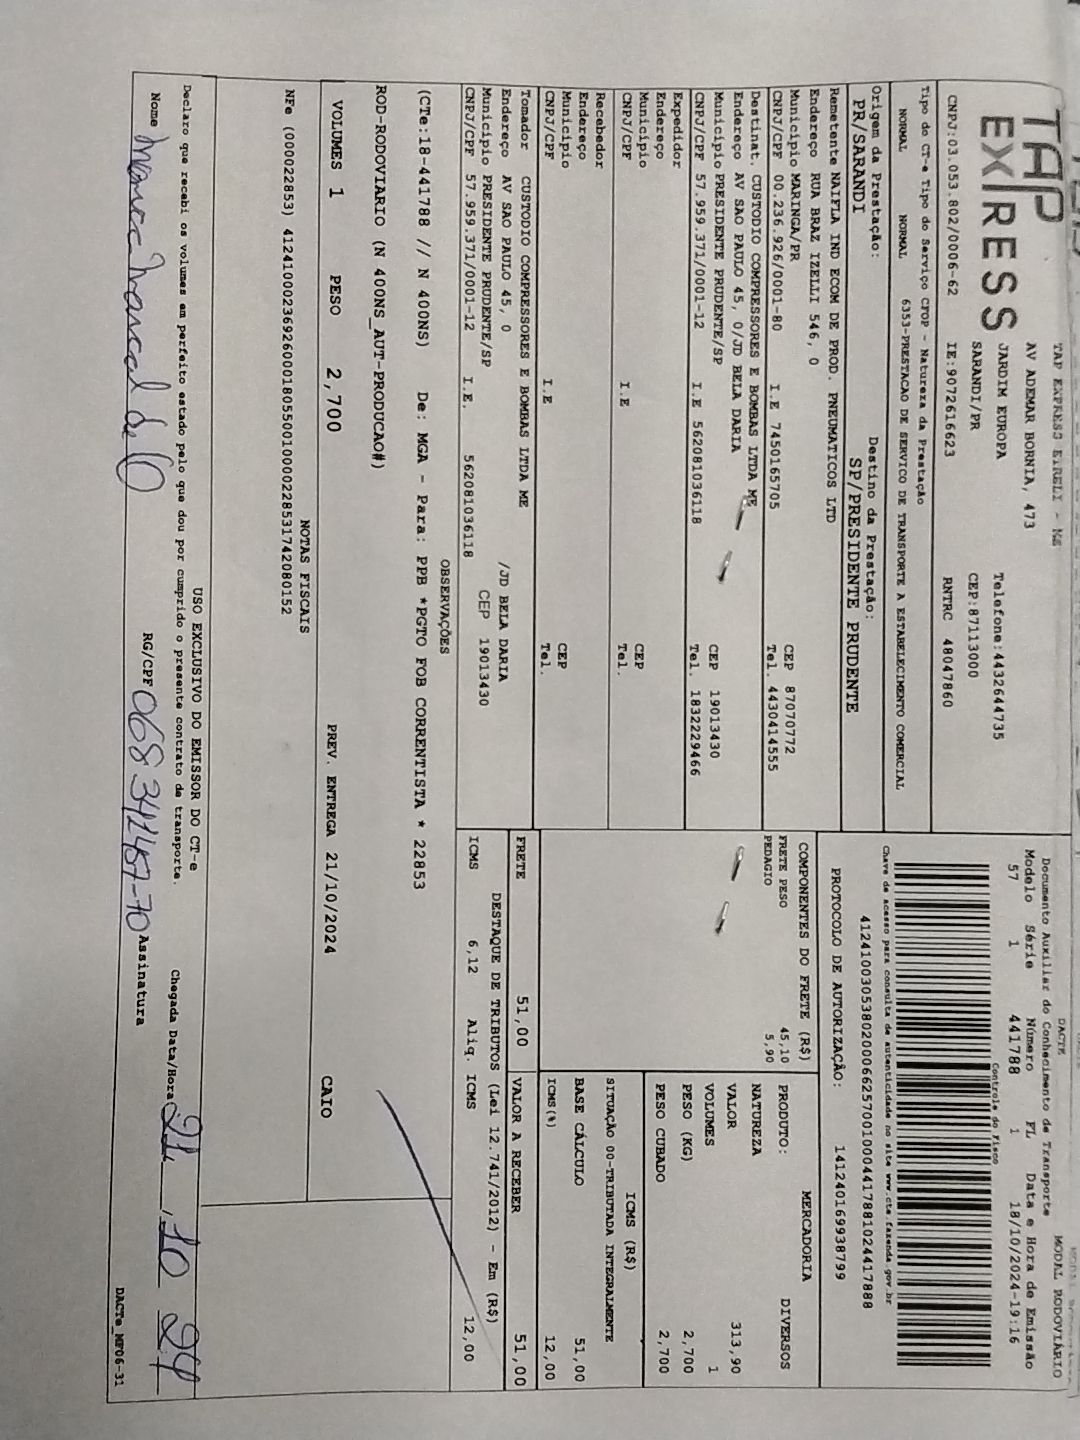 TAP
EXPRESS
TAP EXPRESS EIRELI - ME
AV ADEMAR BORNIA, 473
JARDIM EUROPA
SARANDI/PR
Telefone:4432644735
CEP:87113000
CNPJ:03.053.802/0006-62 IE:9072616623 RNTRC 48047860
DACTE
Documento Auxiliar do Conhecimento de Transporte
MODAL RODOVIÁRIO
Modelo Série Número FL Data e Hora de Emissão
57 1 441788 1 18/10/2024-19:16
Controle do Fisco
Chave de acesso para consulta de autenticidade no site www.cte.fazenda.gov.br
41241003053802000662570010004417881024417888
PROTOCOLO DE AUTORIZAÇÃO: 141240169938799
Tipo do CT-e Tipo do Serviço CFOP - Natureza da Prestação
NORMAL NORMAL 6353-PRESTACAO DE SERVICO DE TRANSPORTE A ESTABELECIMENTO COMERCIAL
Origem da Prestação: Destino da Prestação:
PR/SARANDI SP/PRESIDENTE PRUDENTE
Remetente NAIFLA IND ECOM DE PROD. PNEUMATICOS LTD
Endereço RUA BRAZ IZELLI 546, 0
Município MARINGA/PR CEP 87070772
CNPJ/CPF 00.236.926/0001-80 I.E 7450165705 Tel. 4430414555
Destinat. CUSTODIO COMPRESSORES E BOMBAS LTDA ME
Endereço AV SAO PAULO 45, 0/JD BELA DARIA
Município PRESIDENTE PRUDENTE/SP CEP 19013430
CNPJ/CPF 57.959.371/0001-12 I.E 562081036118 Tel. 1832229466
Expedidor
Endereço
Município CEP
CNPJ/CPF I.E Tel.
Recebedor
Endereço
Município CEP
CNPJ/CPF I.E Tel.
Tomador CUSTODIO COMPRESSORES E BOMBAS LTDA ME
Endereço AV SAO PAULO 45, 0 /JD BELA DARIA
Município PRESIDENTE PRUDENTE/SP CEP 19013430
CNPJ/CPF 57.959.371/0001-12 I.E. 562081036118
COMPONENTES DO FRETE (R$)
FRETE PESO 45,10
PEDAGIO 5,90
MERCADORIA
PRODUTO: DIVERSOS
NATUREZA
VALOR 313,90
VOLUMES 1
PESO (KG) 2,700
PESO CUBADO 2,700
ICMS (R$)
SITUAÇÃO 00-TRIBUTADA INTEGRALMENTE
BASE CÁLCULO 51,00
ICMS(%) 12,00
FRETE 51,00 VALOR A RECEBER 51,00
DESTAQUE DE TRIBUTOS (Lei 12.741/2012) - Em (R$)
ICMS 6,12 Aliq. ICMS 12,00
OBSERVAÇÕES
(CTe:18-441788 // N 400NS) De: MGA - Para: PPB *PGTO FOB CORRENTISTA * 22853
ROD-RODOVIARIO (N 400NS_AUT-PRODUCAO#)
VOLUMES 1 PESO 2,700 PREV. ENTREGA 21/10/2024 CAIO
NOTAS FISCAIS
NFe (000022853) 41241000236926000180550010000228531742080152
USO EXCLUSIVO DO EMISSOR DO CT-e
Declaro que recebi os volumes em perfeito estado pelo que dou por cumprido o presente contrato de transporte. Chegada Data/Hora 21 10 24
Nome RG/CPF 068341487-70 Assinatura
DACTe_MP06-31